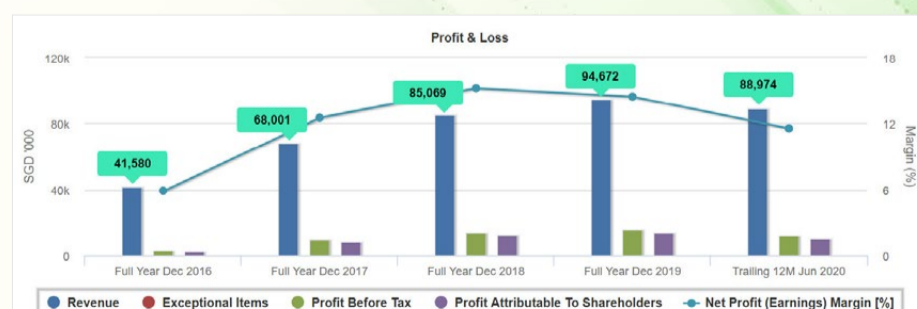 Profit & Loss
120k
80k
40k
0
SGD '000
18
12
6
0
Margin (%)
41,580
68,001
85,069
94,672
88,974
Full Year Dec 2016
Full Year Dec 2017
Full Year Dec 2018
Full Year Dec 2019
Trailing 12M Jun 2020
Revenue
Exceptional Items
Profit Before Tax
Profit Attributable To Shareholders
Net Profit (Earnings) Margin [%]